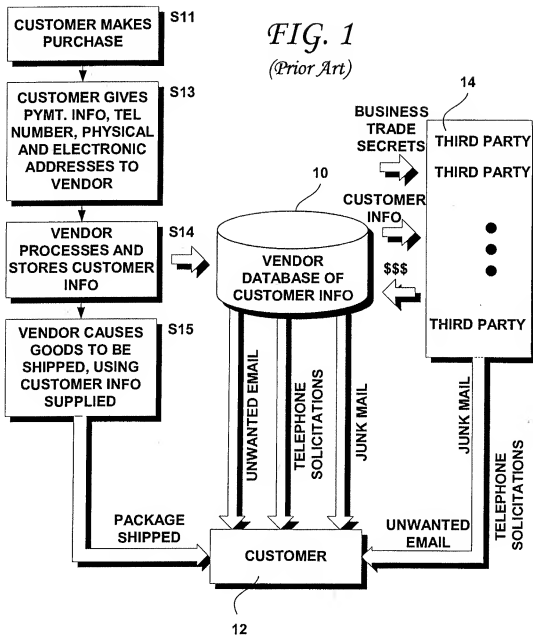 FIG. 1
(Prior Art)
CUSTOMER MAKES
PURCHASE
S11
CUSTOMER GIVES
PYMT. INFO, TEL
NUMBER, PHYSICAL
AND ELECTRONIC
ADDRESSES TO
VENDOR
S13
VENDOR
PROCESSES AND
STORES CUSTOMER
INFO
S14
VENDOR CAUSES
GOODS TO BE
SHIPPED, USING
CUSTOMER INFO
SUPPLIED
S15
10
VENDOR
DATABASE OF
CUSTOMER INFO
BUSINESS
TRADE
SECRETS
CUSTOMER
INFO
$$$
14
THIRD PARTY
THIRD PARTY
THIRD PARTY
UNWANTED EMAIL
TELEPHONE
SOLICITATIONS
JUNK MAIL
JUNK MAIL
TELEPHONE
SOLICITATIONS
PACKAGE
SHIPPED
UNWANTED
EMAIL
CUSTOMER
12